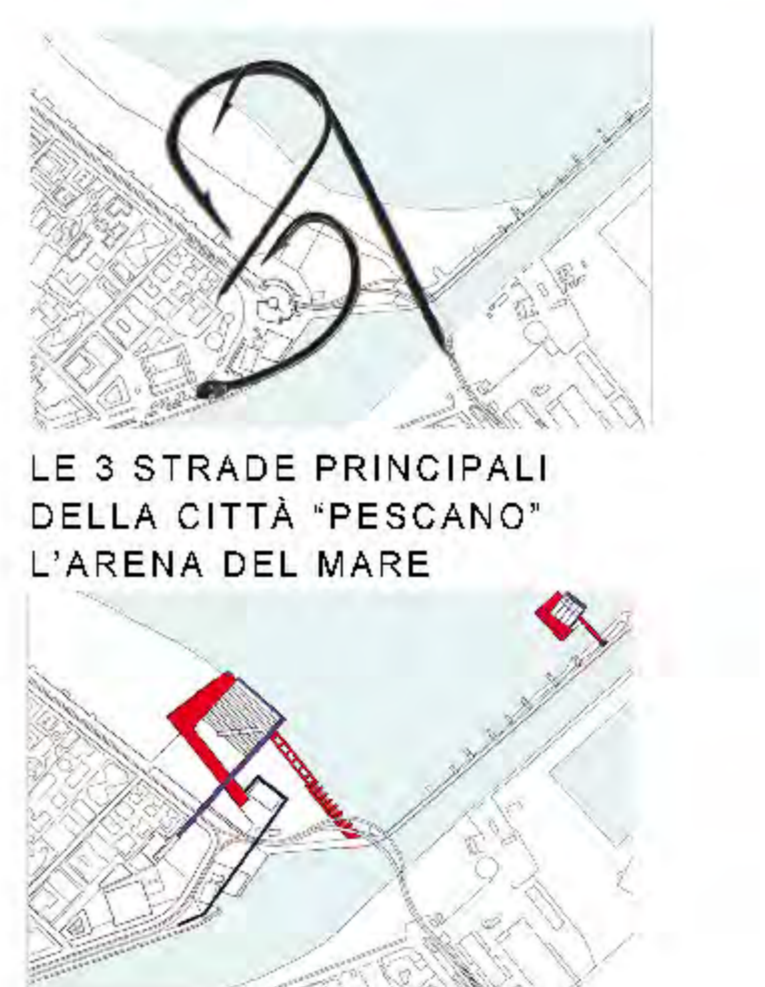 LE 3 STRADE PRINCIPALI
DELLA CITTÀ “PESCANO”
L’ARENA DEL MARE